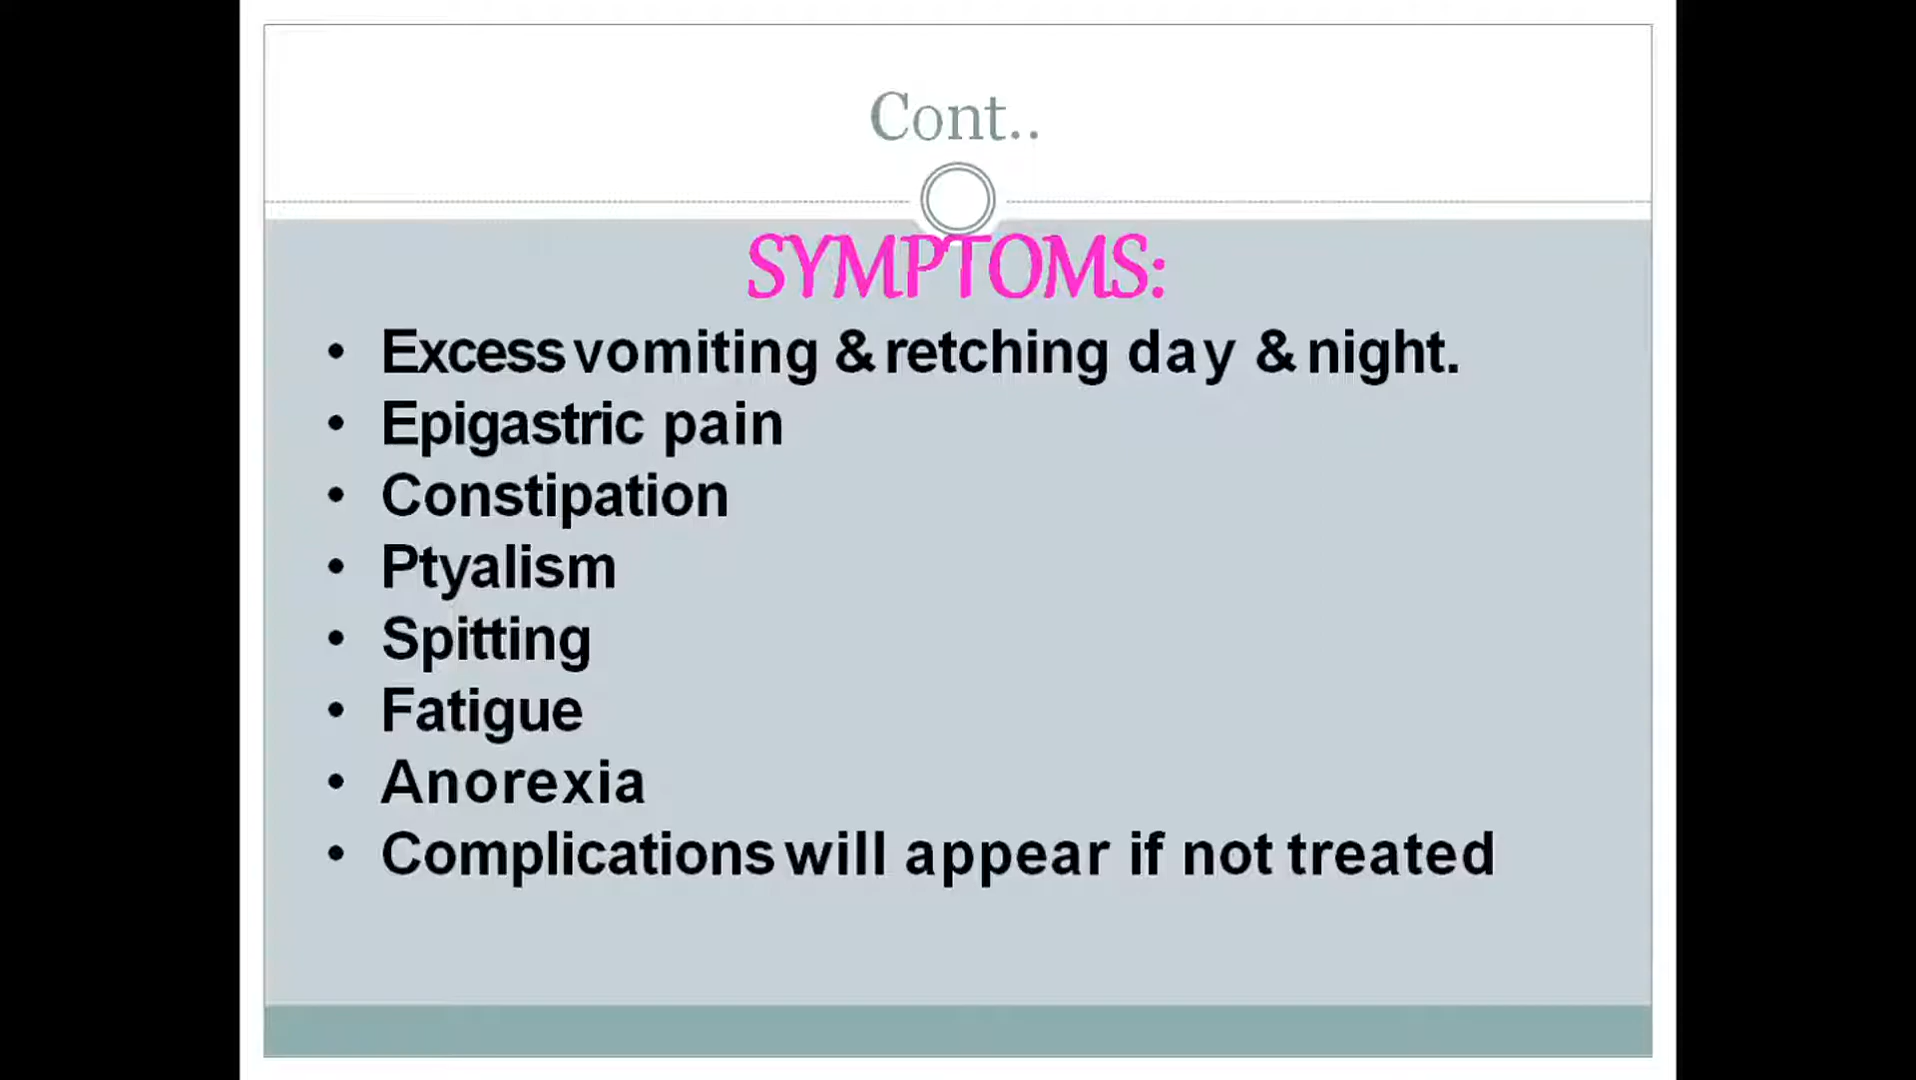 Cont..
SYMPTOMS:
• Excess vomiting & retching day & night.
• Epigastric pain
• Constipation
• Ptyalism
• Spitting
• Fatigue
• Anorexia
• Complications will appear if not treated